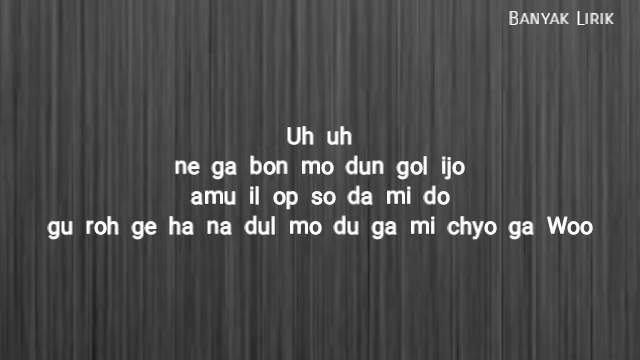 Banyak Lirik
Uh uh
ne ga bon mo dun gol ijo
amu il op so da mi do
gu roh ge ha na dul mo du ga mi chyo ga Woo